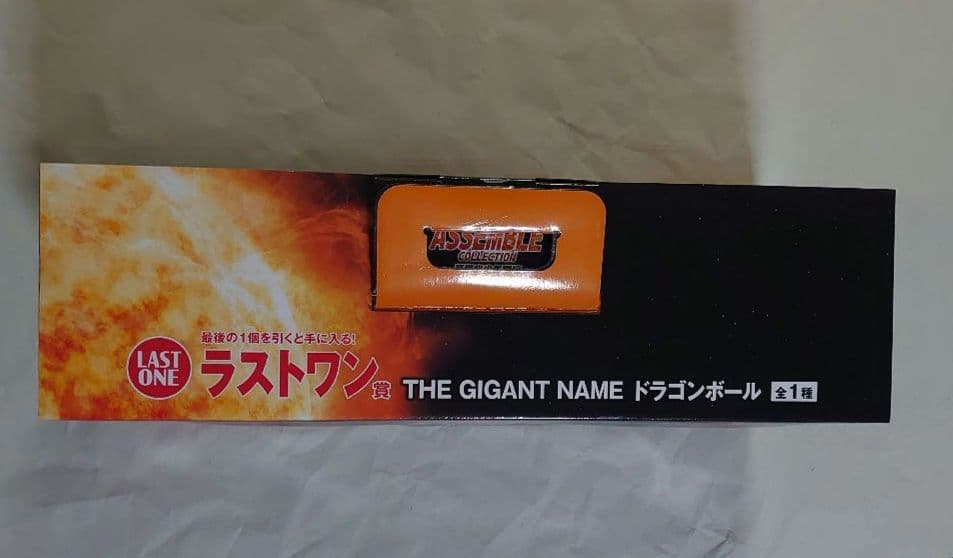 ASSEMBLE
COLLECTION
最後の1個を引くと手に入る!
LAST
ONE
ラストワン賞
THE GIGANT NAME ドラゴンボール 全1種